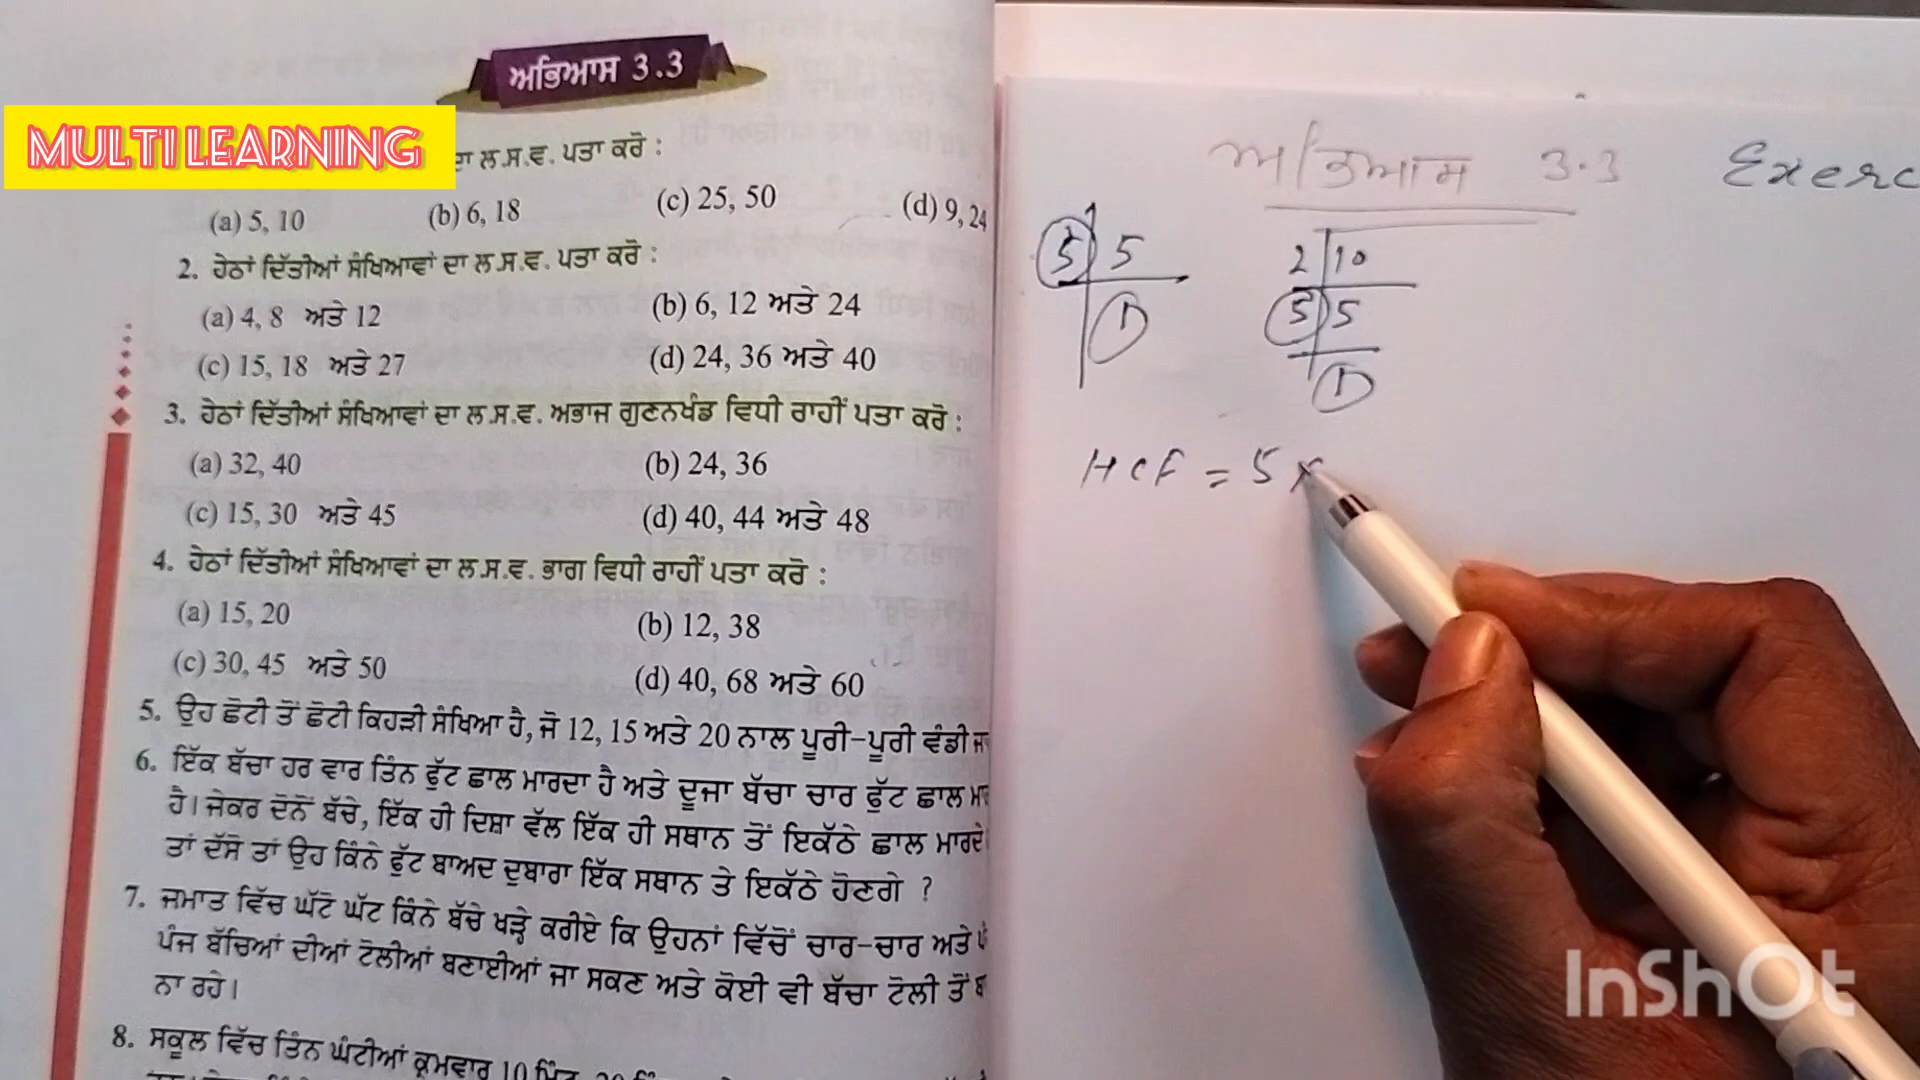 ਅਭਿਆਸ 3.3
MULTI LEARNING
ਦਾ ਲ.ਸ.ਵ. ਪਤਾ ਕਰੋ :
(a) 5, 10 (b) 6, 18 (c) 25, 50 (d) 9, 24
2. ਹੇਠਾਂ ਦਿੱਤੀਆਂ ਸੰਖਿਆਵਾਂ ਦਾ ਲ.ਸ.ਵ. ਪਤਾ ਕਰੋ :
(a) 4, 8 ਅਤੇ 12 (b) 6, 12 ਅਤੇ 24
(c) 15, 18 ਅਤੇ 27 (d) 24, 36 ਅਤੇ 40
3. ਹੇਠਾਂ ਦਿੱਤੀਆਂ ਸੰਖਿਆਵਾਂ ਦਾ ਲ.ਸ.ਵ. ਅਭਾਜ ਗੁਣਨਖੰਡ ਵਿਧੀ ਰਾਹੀਂ ਪਤਾ ਕਰੋ :
(a) 32, 40 (b) 24, 36
(c) 15, 30 ਅਤੇ 45 (d) 40, 44 ਅਤੇ 48
4. ਹੇਠਾਂ ਦਿੱਤੀਆਂ ਸੰਖਿਆਵਾਂ ਦਾ ਲ.ਸ.ਵ. ਭਾਗ ਵਿਧੀ ਰਾਹੀਂ ਪਤਾ ਕਰੋ :
(a) 15, 20 (b) 12, 38
(c) 30, 45 ਅਤੇ 50 (d) 40, 68 ਅਤੇ 60
5. ਉਹ ਛੋਟੀ ਤੋਂ ਛੋਟੀ ਕਿਹੜੀ ਸੰਖਿਆ ਹੈ, ਜੋ 12, 15 ਅਤੇ 20 ਨਾਲ ਪੂਰੀ-ਪੂਰੀ ਵੰਡੀ
6. ਇੱਕ ਬੱਚਾ ਹਰ ਵਾਰ ਤਿੰਨ ਫੁੱਟ ਛਾਲ ਮਾਰਦਾ ਹੈ ਅਤੇ ਦੂਜਾ ਬੱਚਾ ਚਾਰ ਫੁੱਟ ਛਾਲ
ਹੈ। ਜੇਕਰ ਦੋਨੋਂ ਬੱਚੇ, ਇੱਕ ਹੀ ਦਿਸ਼ਾ ਵੱਲ ਇੱਕ ਹੀ ਸਥਾਨ ਤੋਂ ਇਕੱਠੇ ਛਾਲ ਮਾਰਦੇ
ਤਾਂ ਦੱਸੋ ਤਾਂ ਉਹ ਕਿੰਨੇ ਫੁੱਟ ਬਾਅਦ ਦੁਬਾਰਾ ਇੱਕ ਸਥਾਨ ਤੇ ਇਕੱਠੇ ਹੋਣਗੇ ?
7. ਜਮਾਤ ਵਿੱਚ ਘੱਟੋ ਘੱਟ ਕਿੰਨੇ ਬੱਚੇ ਖੜ੍ਹੇ ਕਰੀਏ ਕਿ ਉਹਨਾਂ ਵਿੱਚੋਂ ਚਾਰ-ਚਾਰ ਅਤੇ
ਪੰਜ ਬੱਚਿਆਂ ਦੀਆਂ ਟੋਲੀਆਂ ਬਣਾਈਆਂ ਜਾ ਸਕਣ ਅਤੇ ਕੋਈ ਵੀ ਬੱਚਾ ਟੋਲੀ ਤੋਂ
ਨਾ ਰਹੇ।
8. ਸਕੂਲ ਵਿੱਚ ਤਿੰਨ ਘੰਟੀਆਂ ਕ੍ਰਮਵਾਰ 10 ਮਿੰਟ, 20
ਅਭਿਆਸ 3.3 Exerc
5 5
1
2 10
5 5
1
HCF = 5 ×
InShOt